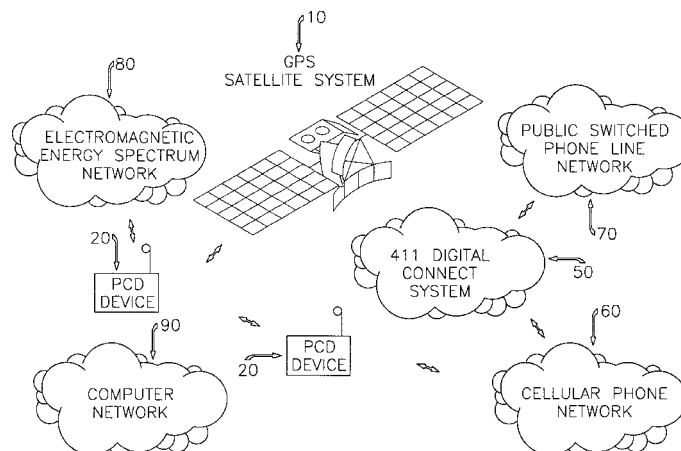 10
GPS
SATELLITE SYSTEM
80
ELECTROMAGNETIC
ENERGY SPECTRUM
NETWORK
PUBLIC SWITCHED
PHONE LINE
NETWORK
70
20
PCD
DEVICE
411 DIGITAL
CONNECT
SYSTEM
50
90
COMPUTER
NETWORK
20
PCD
DEVICE
60
CELLULAR PHONE
NETWORK